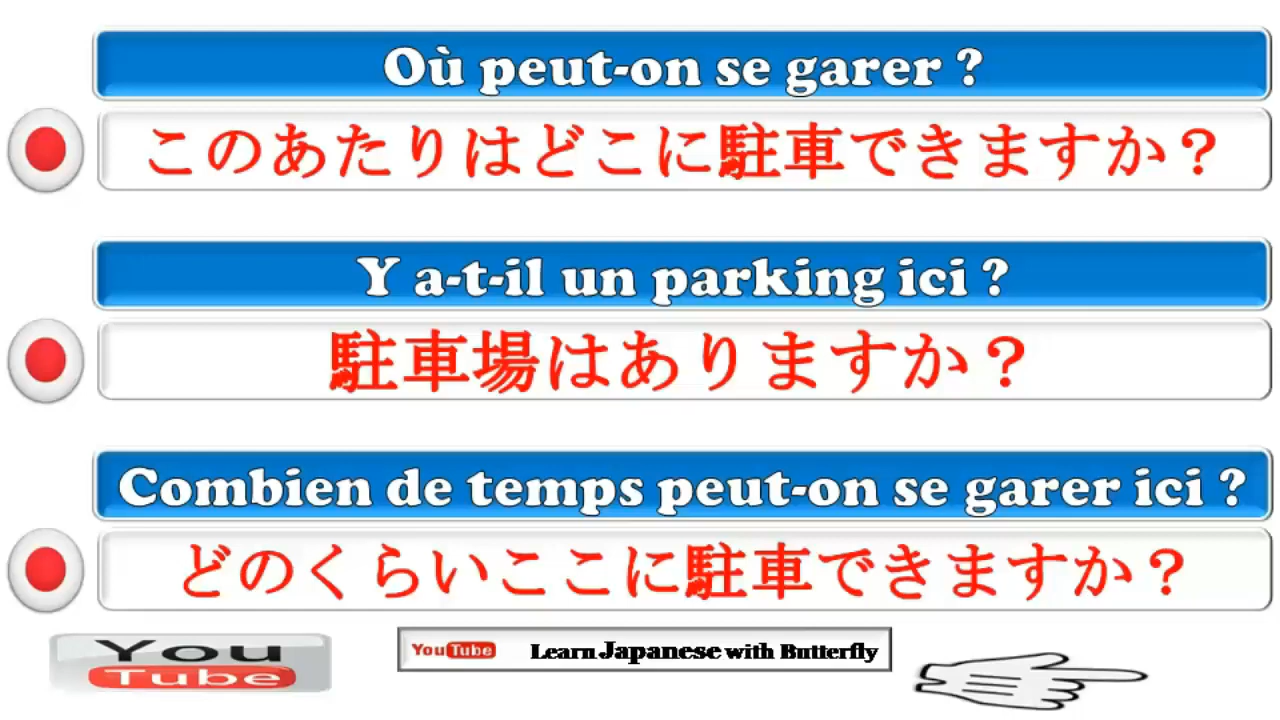 Où peut-on se garer ?
このあたりはどこに駐車できますか？
Y a-t-il un parking ici ?
駐車場はありますか？
Combien de temps peut-on se garer ici ?
どのくらいここに駐車できますか？
You
Tube
YouTube Learn Japanese with Butterfly